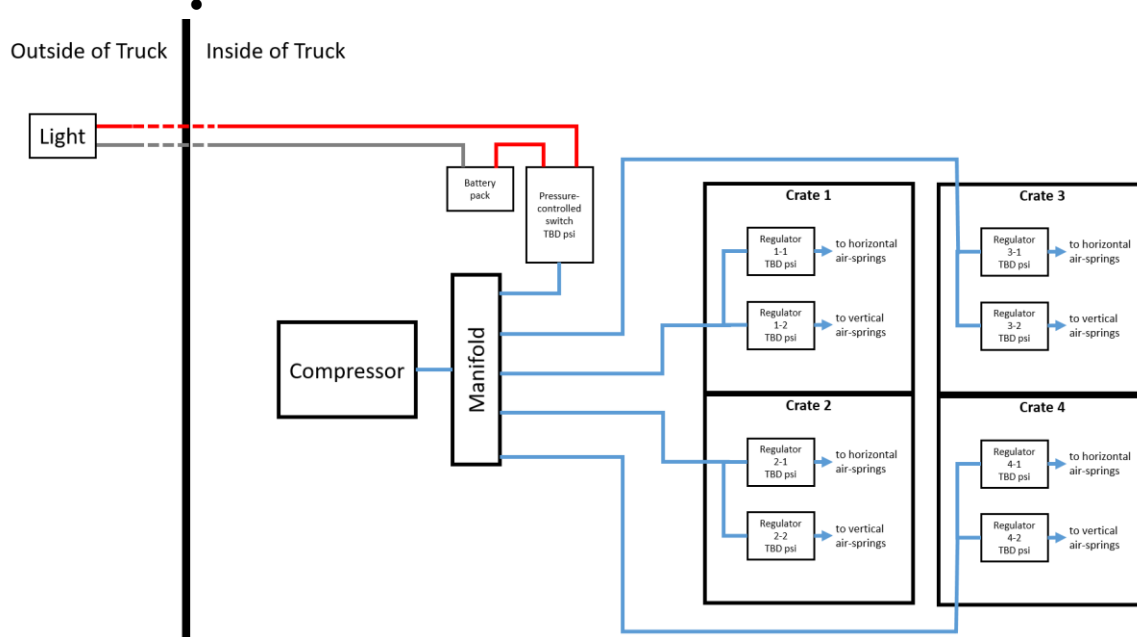 Outside of Truck
Inside of Truck
Light
Battery
pack
Pressure-
controlled
switch
TBD psi
Compressor
Manifold
Crate 1
Regulator
1-1
TBD psi
to horizontal
air-springs
Regulator
1-2
TBD psi
to vertical
air-springs
Crate 2
Regulator
2-1
TBD psi
to horizontal
air-springs
Regulator
2-2
TBD psi
to vertical
air-springs
Crate 3
Regulator
3-1
TBD psi
to horizontal
air-springs
Regulator
3-2
TBD psi
to vertical
air-springs
Crate 4
Regulator
4-1
TBD psi
to horizontal
air-springs
Regulator
4-2
TBD psi
to vertical
air-springs